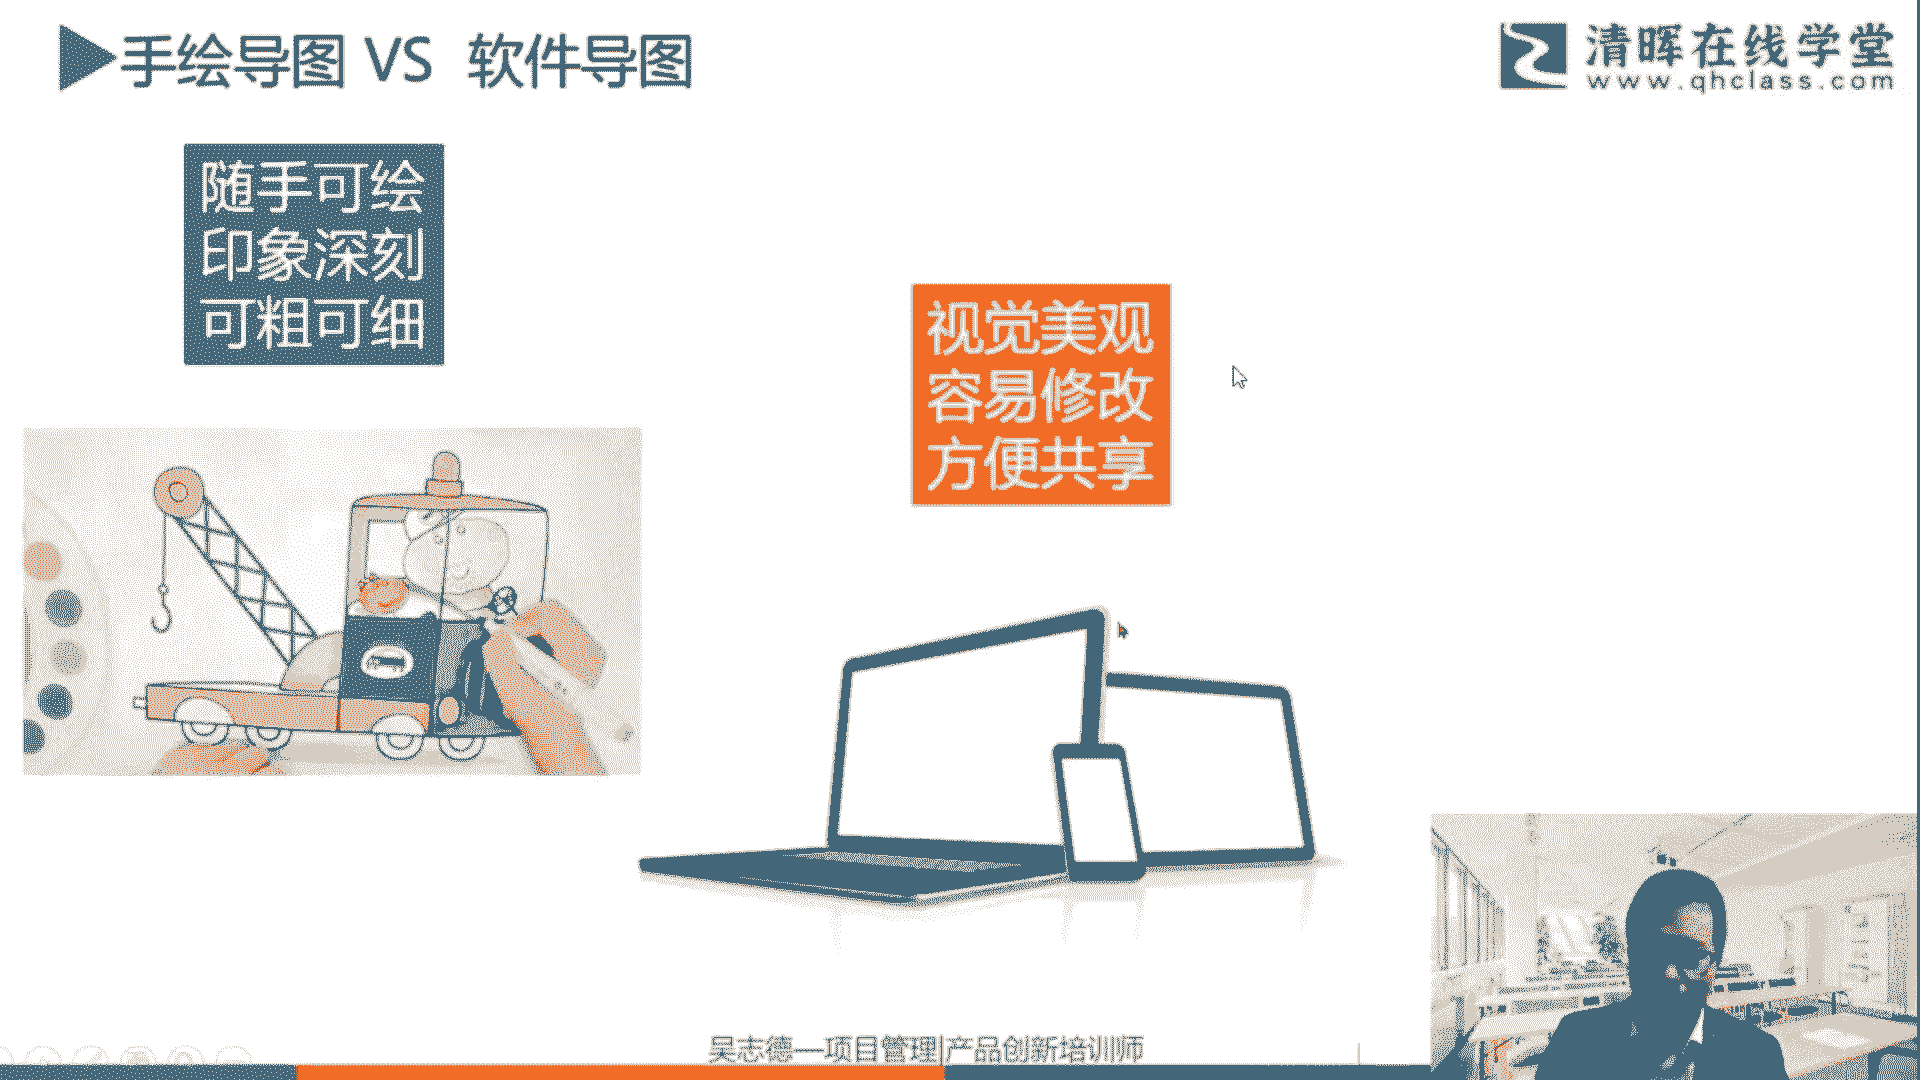 手绘导图 VS 软件导图
清晖在线学堂
www.qhclass.com
随手可绘
印象深刻
可粗可细
视觉美观
容易修改
方便共享
吴志德—项目管理|产品创新培训师